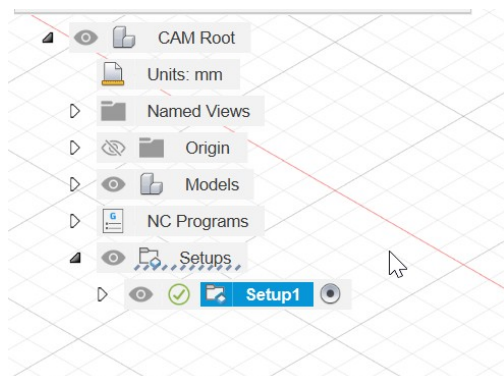 CAM Root
Units: mm
Named Views
Origin
Models
G
NC Programs
Setups
Setup1